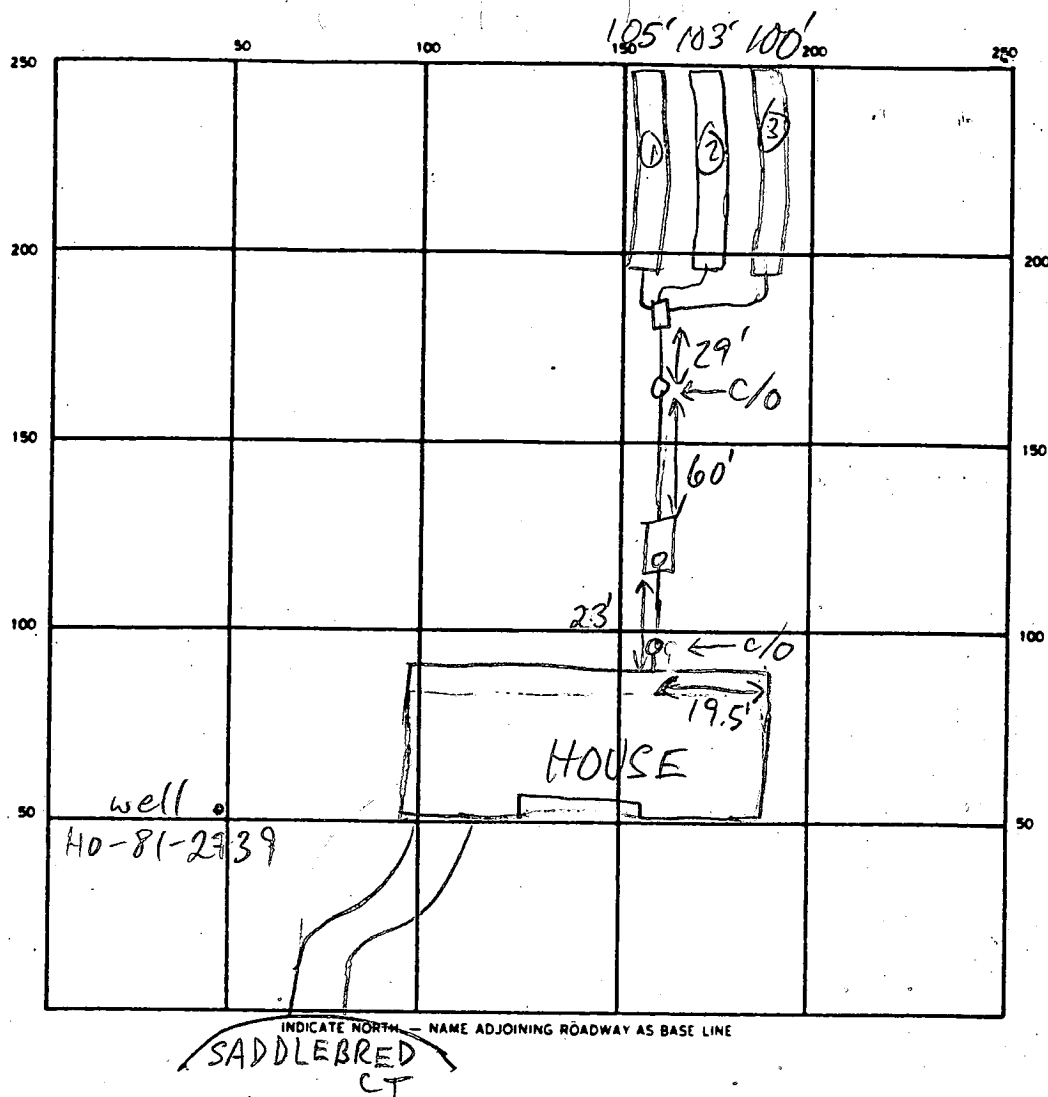 105' 103' 100'
50 100 150 200 250
250
① ② ③
200 200
29'
C/O
150 150
60'
23'
100 100
C/O
19.5'
HOUSE
well
50 50
HO-81-2739
INDICATE NORTH — NAME ADJOINING ROADWAY AS BASE LINE
SADDLEBRED
CT